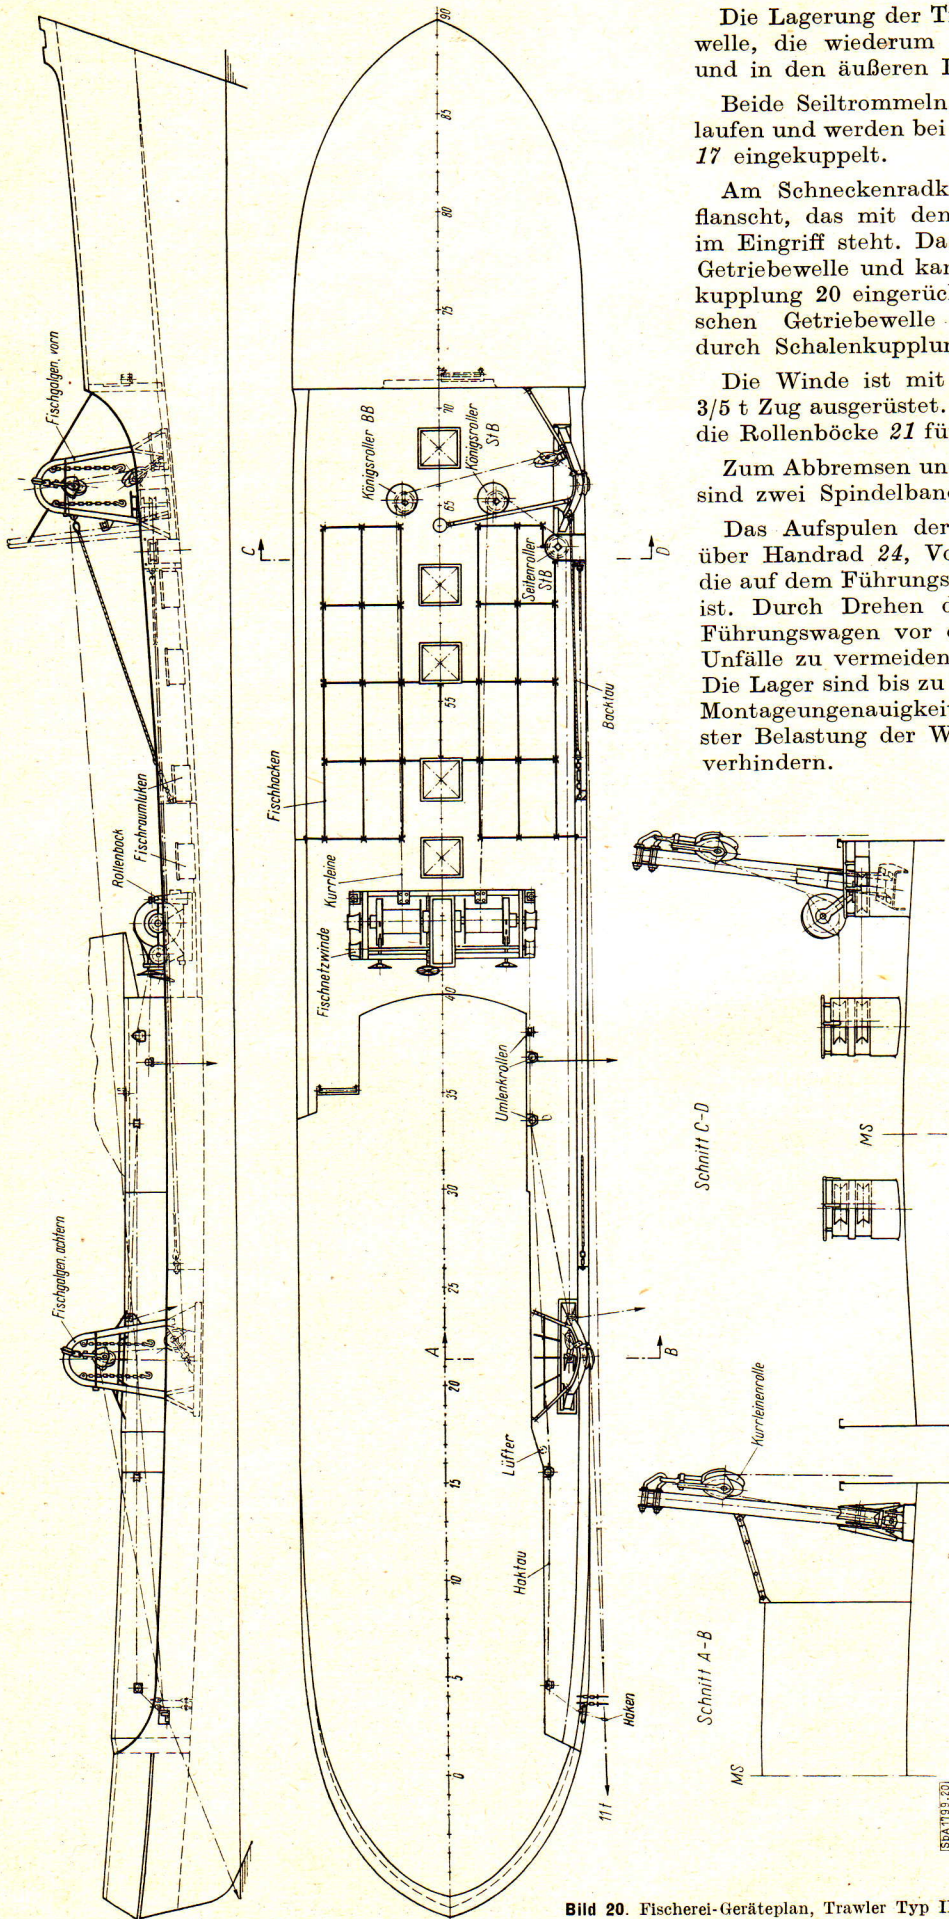 Die Lagerung der
welle, die wiederum
und in den äußeren
Beide Seiltrommeln
laufen und werden bei
17 eingekuppelt.
Am Schneckenradk
flanscht, das mit den
im Eingriff steht. Da
Getriebewelle und kan
kupplung 20 eingerüc
schen Getriebewelle
durch Schalenkupplun
Die Winde ist mit
3/5 t Zug ausgerüstet.
die Rollenböcke 21 fü
Zum Abbremsen un
sind zwei Spindelban
Das Aufspulen der
über Handrad 24, Vo
die auf dem Führungs
ist. Durch Drehen d
Führungswagen vor
Unfälle zu vermeiden
Die Lager sind bis zu
Montageungenauigkeit
ster Belastung der W
verhindern.
Fischgalgen, vorn
Rollenbock
Fischraumluken
Fischgalgen, achtern
90
85
80
75
70
65
55
40
35
30
25
20
15
10
5
0
Königsroller BB
Königsroller
StB
Seitenroller
StB
C
D
Backtau
Fischhocken
Kurrleine
Fischnetzwinde
Umlenkrollen
A
B
Lüfter
Haktau
Haken
11t
Schnitt C-D
MS
Kurrleinenrolle
Schnitt A-B
MS
SbA1799.20
Bild 20. Fischerei-Geräteplan, Trawler Typ